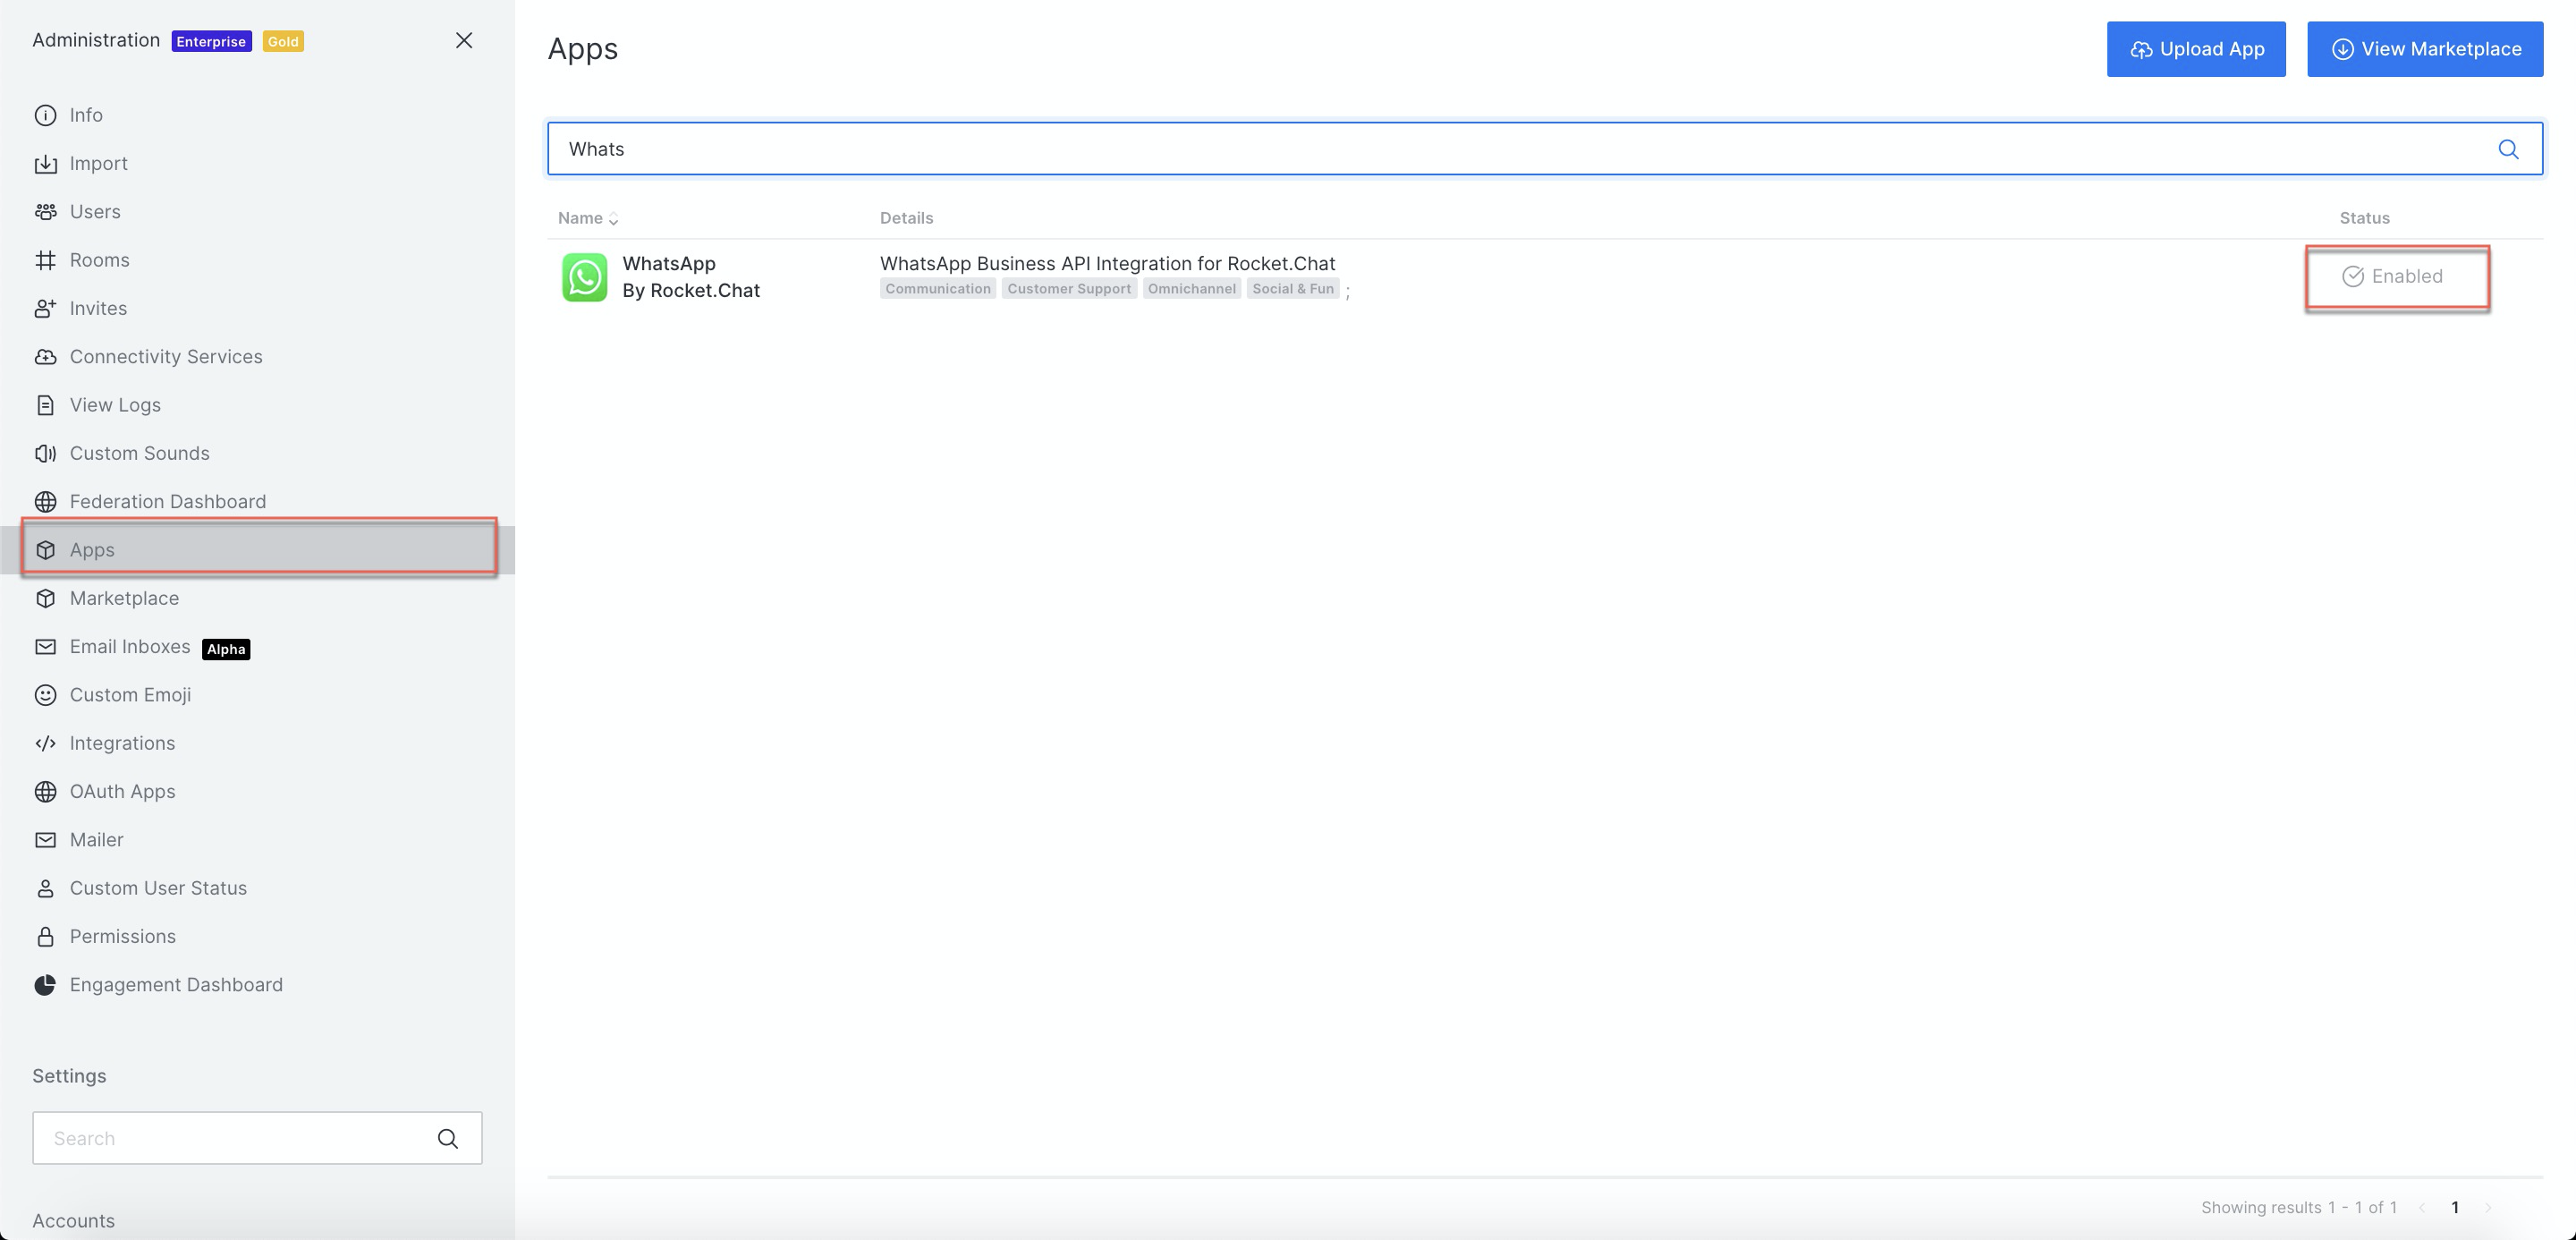 Administration Enterprise Gold
Info
Import
Users
Rooms
Invites
Connectivity Services
View Logs
Custom Sounds
Federation Dashboard
Apps
Marketplace
Email Inboxes Alpha
Custom Emoji
Integrations
OAuth Apps
Mailer
Custom User Status
Permissions
Engagement Dashboard
Settings
Search
Accounts
Apps
Upload App
View Marketplace
Whats
Name Details Status
WhatsApp
By Rocket.Chat
WhatsApp Business API Integration for Rocket.Chat
Communication Customer Support Omnichannel Social & Fun ;
Enabled
Showing results 1 - 1 of 1 1